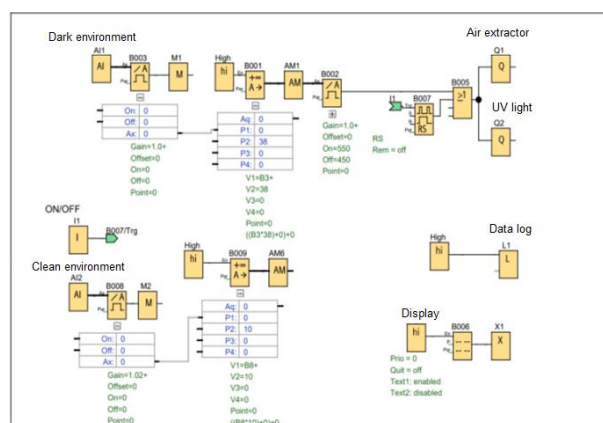 Dark environment
Air extractor
AI1
B003
M1
High
B001
AM1
B002
Q1
AI
/A
M
hi
+=
A→
AM
/A
Q
I1
B007
B005
≥1
RS
UV light
Q2
Q
On: 0
Off: 0
Ax: 0
Gain=1.0+
Offset=0
On=0
Off=0
Point=0
Aq: 0
P1: 0
P2: 38
P3: 0
P4: 0
V1=B3+
V2=38
V3=0
V4=0
Point=0
((B3*38)+0)+0
Gain=1.0+
Offset=0
On=550
Off=450
Point=0
RS
Rem = off
ON/OFF
I1
I
B007/Trg
Clean environment
AI2
B008
M2
High
B009
AM6
AI
/A
M
hi
+=
A→
AM
On: 0
Off: 0
Ax: 0
Gain=1.02+
Offset=0
On=0
Off=0
Point=0
Aq: 0
P1: 0
P2: 10
P3: 0
P4: 0
V1=B8+
V2=10
V3=0
V4=0
Point=0
((B8*10)+0)+0
Data log
High
L1
hi
L
Display
High
B006
X1
hi
X
Prio = 0
Quit = off
Text1: enabled
Text2: disabled